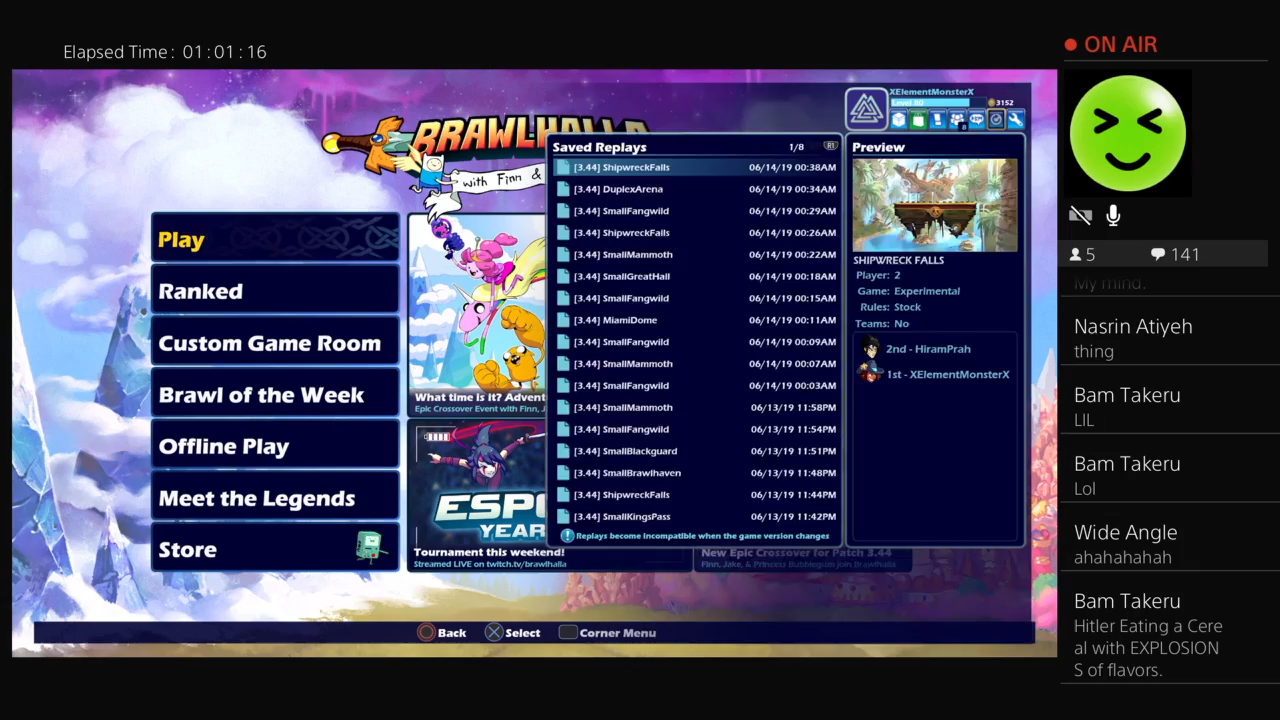 Elapsed Time: 01:01:16
ON AIR
XElementMonsterX
Level 80
3152
BRAWLHALLA
with Finn &
Play
Ranked
Custom Game Room
Brawl of the Week
Offline Play
Meet the Legends
Store
What time is it? Advent
Epic Crossover Event with Finn, J
ESPO
YEAR
Tournament this weekend!
Streamed LIVE on twitch.tv/brawlhalla
New Epic Crossover for Patch 3.44
Finn, Jake, & Princess Bubblegum join Brawlhalla
Saved Replays 1/8 R1
[3.44] ShipwreckFalls 06/14/19 00:38AM
[3.44] DuplexArena 06/14/19 00:34AM
[3.44] SmallFangwild 06/14/19 00:29AM
[3.44] ShipwreckFalls 06/14/19 00:26AM
[3.44] SmallMammoth 06/14/19 00:22AM
[3.44] SmallGreatHall 06/14/19 00:18AM
[3.44] SmallFangwild 06/14/19 00:15AM
[3.44] MiamiDome 06/14/19 00:11AM
[3.44] SmallFangwild 06/14/19 00:09AM
[3.44] SmallMammoth 06/14/19 00:07AM
[3.44] SmallFangwild 06/14/19 00:03AM
[3.44] SmallMammoth 06/13/19 11:58PM
[3.44] SmallFangwild 06/13/19 11:54PM
[3.44] SmallBlackguard 06/13/19 11:51PM
[3.44] SmallBrawlhaven 06/13/19 11:48PM
[3.44] ShipwreckFalls 06/13/19 11:44PM
[3.44] SmallKingsPass 06/13/19 11:42PM
Replays become incompatible when the game version changes
Preview
SHIPWRECK FALLS
Player: 2
Game: Experimental
Rules: Stock
Teams: No
2nd - HiramPrah
1st - XElementMonsterX
Back Select Corner Menu
5 141
My mind.
Nasrin Atiyeh
thing
Bam Takeru
LIL
Bam Takeru
Lol
Wide Angle
ahahahahah
Bam Takeru
Hitler Eating a Cere
al with EXPLOSION
S of flavors.